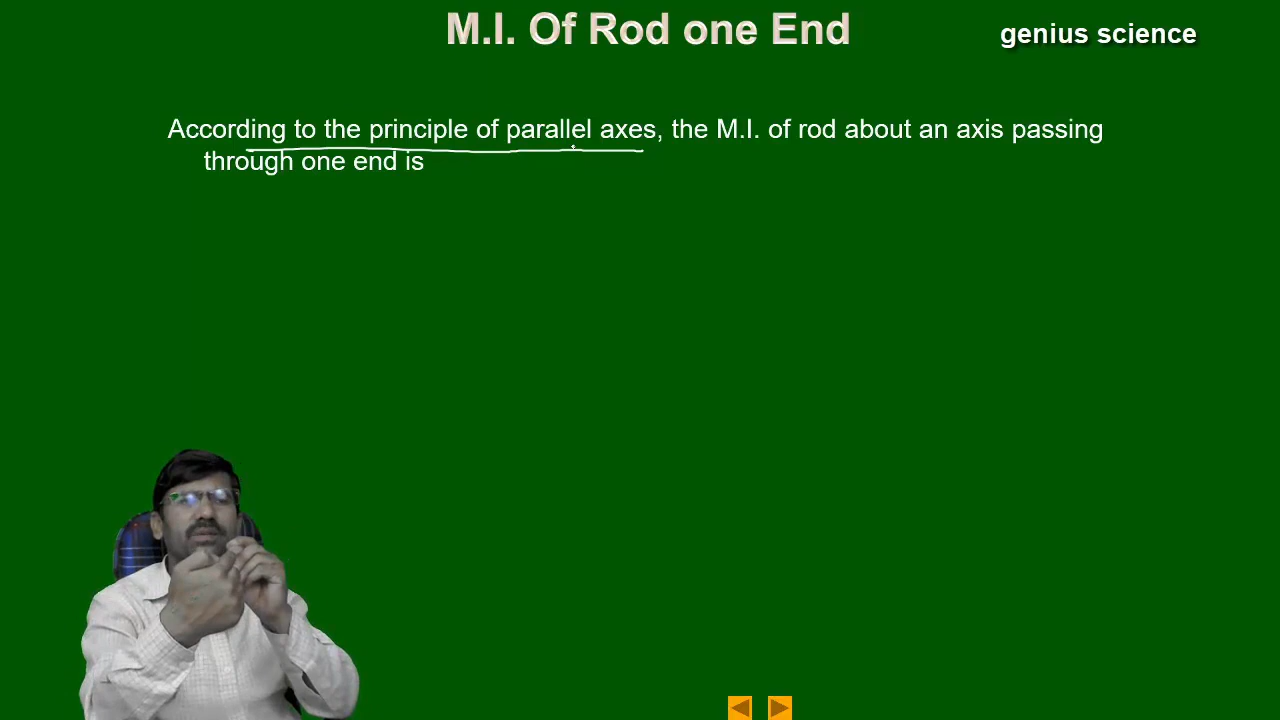 M.I. Of Rod one End
genius science
According to the principle of parallel axes, the M.I. of rod about an axis passing
through one end is